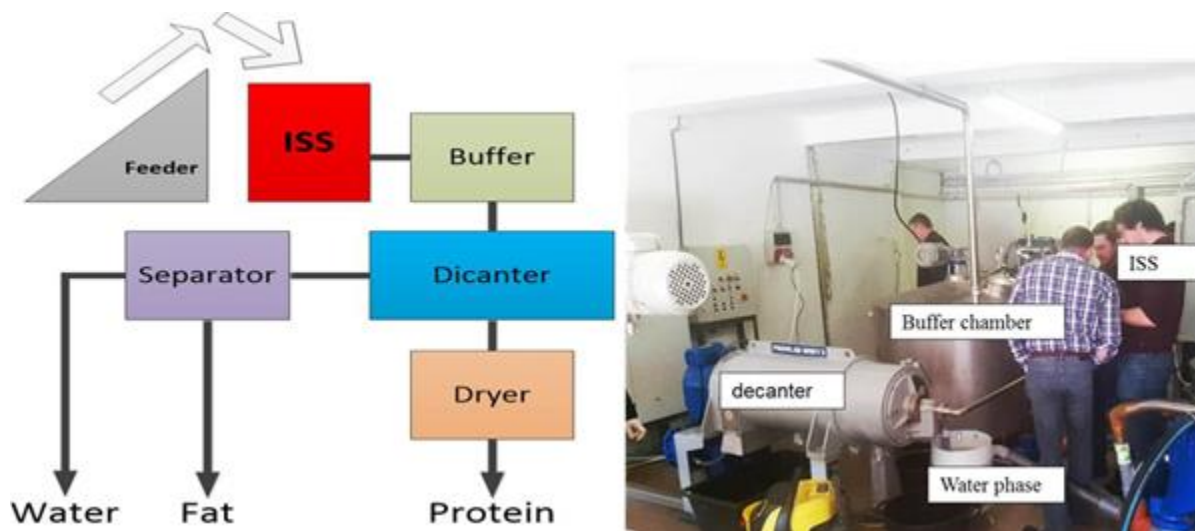 ISS
Feeder
Buffer
Separator
Dicanter
Dryer
Water
Fat
Protein
ISS
Buffer chamber
decanter
Water phase